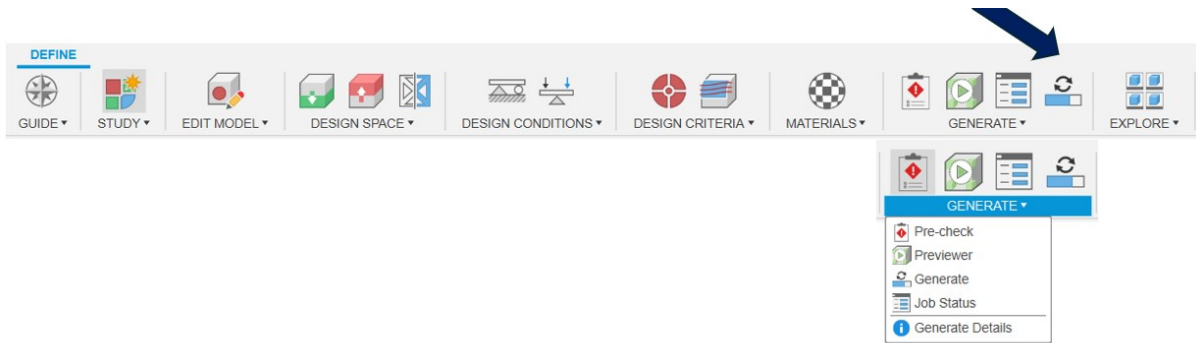 DEFINE
GUIDE▾ STUDY▾ EDIT MODEL▾ DESIGN SPACE▾ DESIGN CONDITIONS▾ DESIGN CRITERIA▾ MATERIALS▾ GENERATE▾ EXPLORE▾
GENERATE▾
Pre-check
Previewer
Generate
Job Status
Generate Details